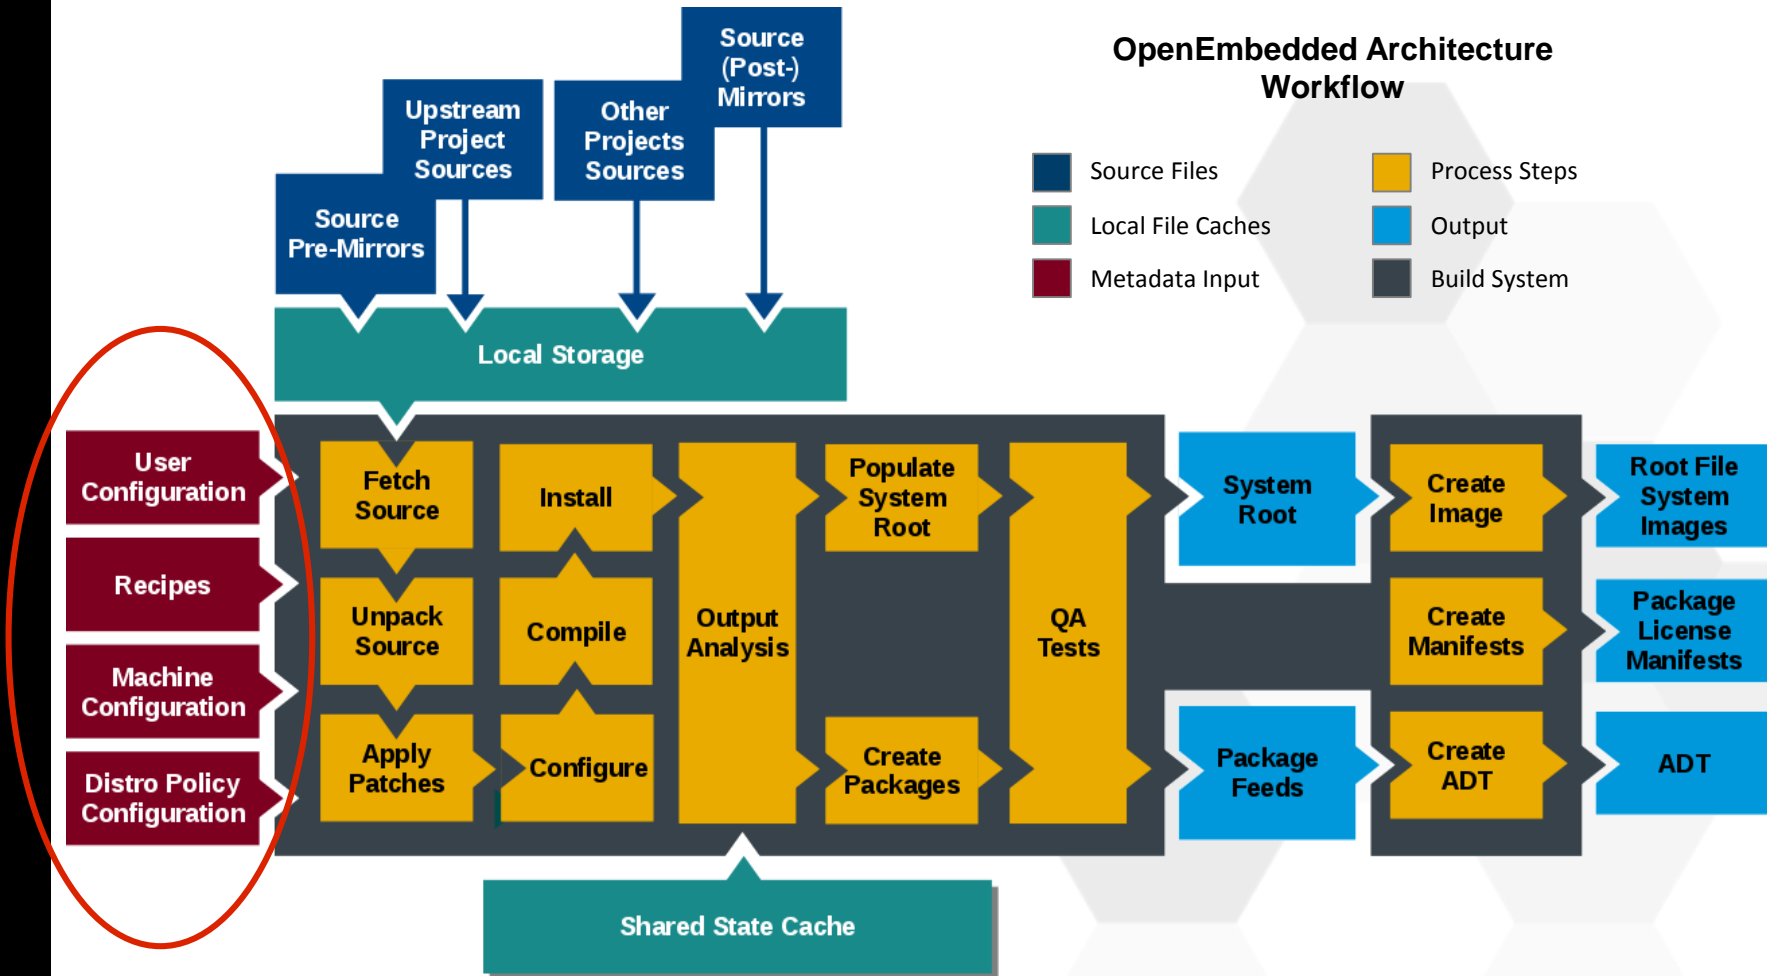 OpenEmbedded Architecture
Workflow
Source Files
Local File Caches
Metadada Input
Process Steps
Output
Build System
Source
(Post-)
Mirrors
Upstream
Project
Sources
Other
Projects
Sources
Source
Pre-Mirrors
Local Storage
User
Configuration
Recipes
Machine
Configuration
Distro Policy
Configuration
Fetch
Source
Unpack
Source
Apply
Patches
Install
Compile
Configure
Output
Analysis
Populate
System
Root
Create
Packages
QA
Tests
System
Root
Package
Feeds
Create
Image
Create
Manifests
Create
ADT
Root File
System
Images
Package
License
Manifests
ADT
Shared State Cache